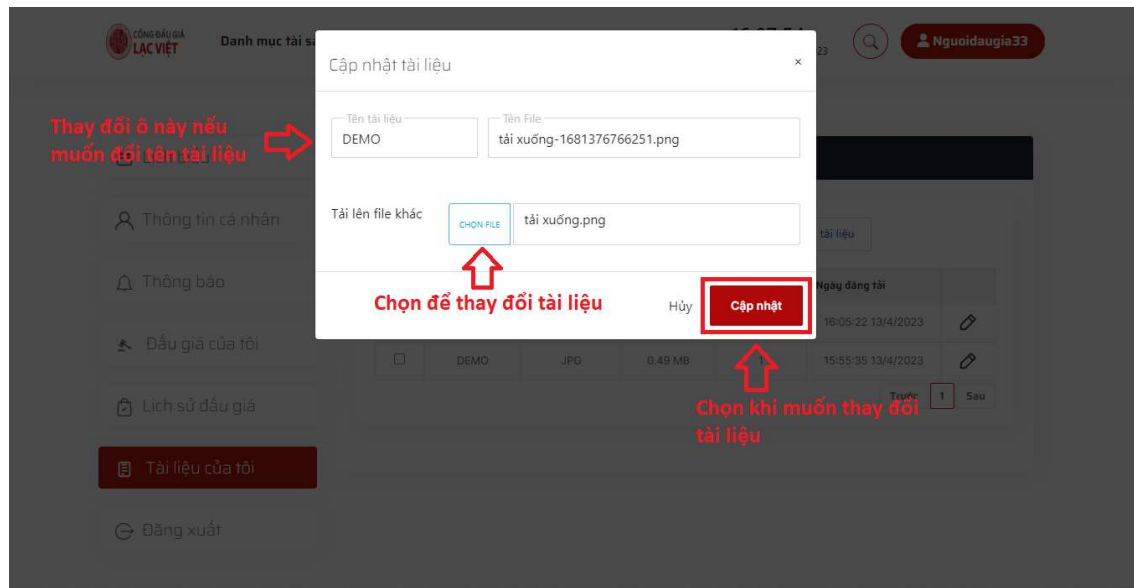 CỔNG ĐẤU GIÁ
LẠC VIỆT
Danh mục tài
23
Nguoidaugia33
Cập nhật tài liệu
×
Tên tài liệu
Tên File
DEMO
tải xuống-1681376766251.png
Thay đổi ô này nếu
muốn đổi tên tài liệu
Thông tin cá nhân
Tải lên file khác
CHỌN FILE
tải xuống.png
tài liệu
Thông báo
Chọn để thay đổi tài liệu
Hủy
Cập nhật
Ngày đăng tải
16:05:22 13/4/2023
Đấu giá của tôi
DEMO
JPG
0.49 MB
15:55:35 13/4/2023
Trước
1
Sau
Lịch sử đấu giá
Chọn khi muốn thay đổi
tài liệu
Tài liệu của tôi
Đăng xuất